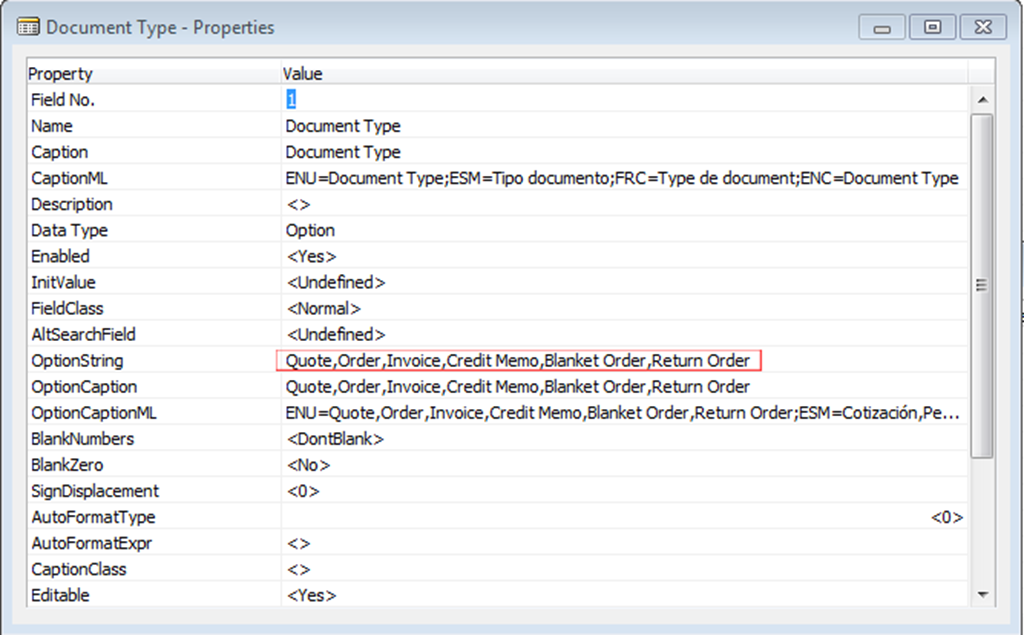 Document Type - Properties
Property Value
Field No. 1
Name Document Type
Caption Document Type
CaptionML ENU=Document Type;ESM=Tipo documento;FRC=Type de document;ENC=Document Type
Description <>
Data Type Option
Enabled <Yes>
InitValue <Undefined>
FieldClass <Normal>
AltSearchField <Undefined>
OptionString Quote,Order,Invoice,Credit Memo,Blanket Order,Return Order
OptionCaption Quote,Order,Invoice,Credit Memo,Blanket Order,Return Order
OptionCaptionML ENU=Quote,Order,Invoice,Credit Memo,Blanket Order,Return Order;ESM=Cotización,Pe...
BlankNumbers <DontBlank>
BlankZero <No>
SignDisplacement <0>
AutoFormatType <0>
AutoFormatExpr <>
CaptionClass <>
Editable <Yes>